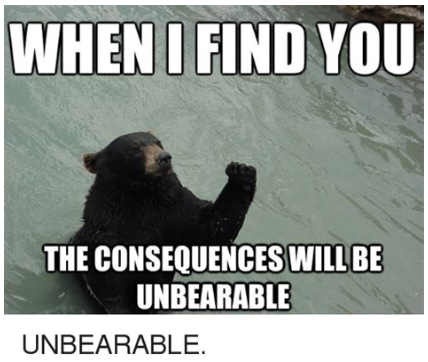 WHEN I FIND YOU
THE CONSEQUENCES WILL BE
UNBEARABLE
UNBEARABLE.